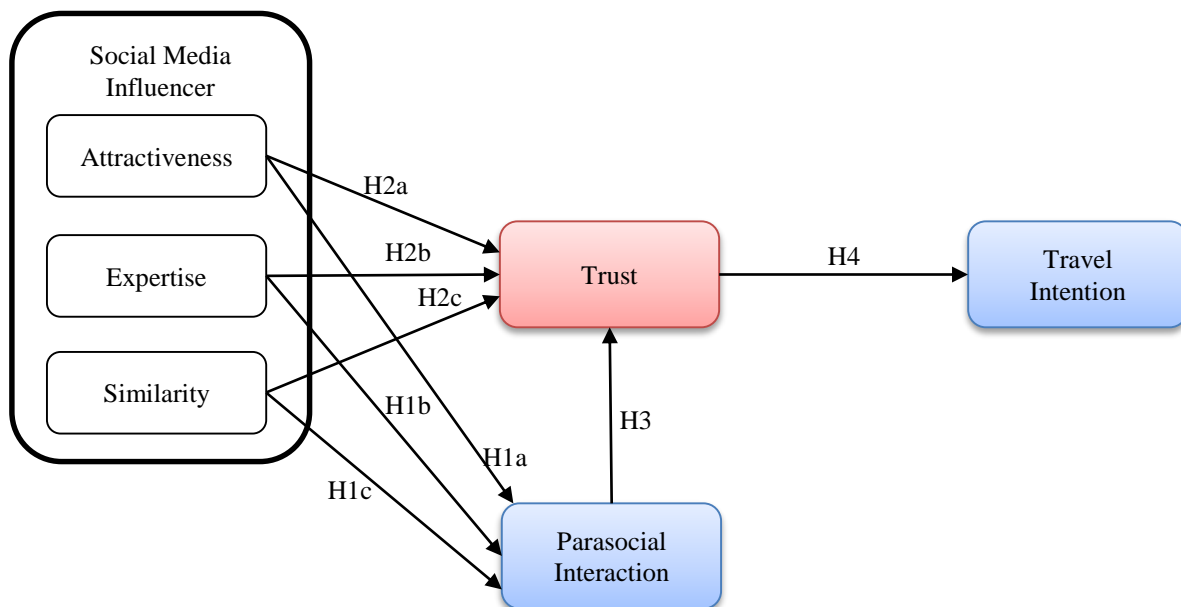 Social Media
Influencer
Attractiveness
H2a
H2b
Expertise
Trust
H4
Travel
Intention
H2c
Similarity
H1b
H3
H1a
H1c
Parasocial
Interaction